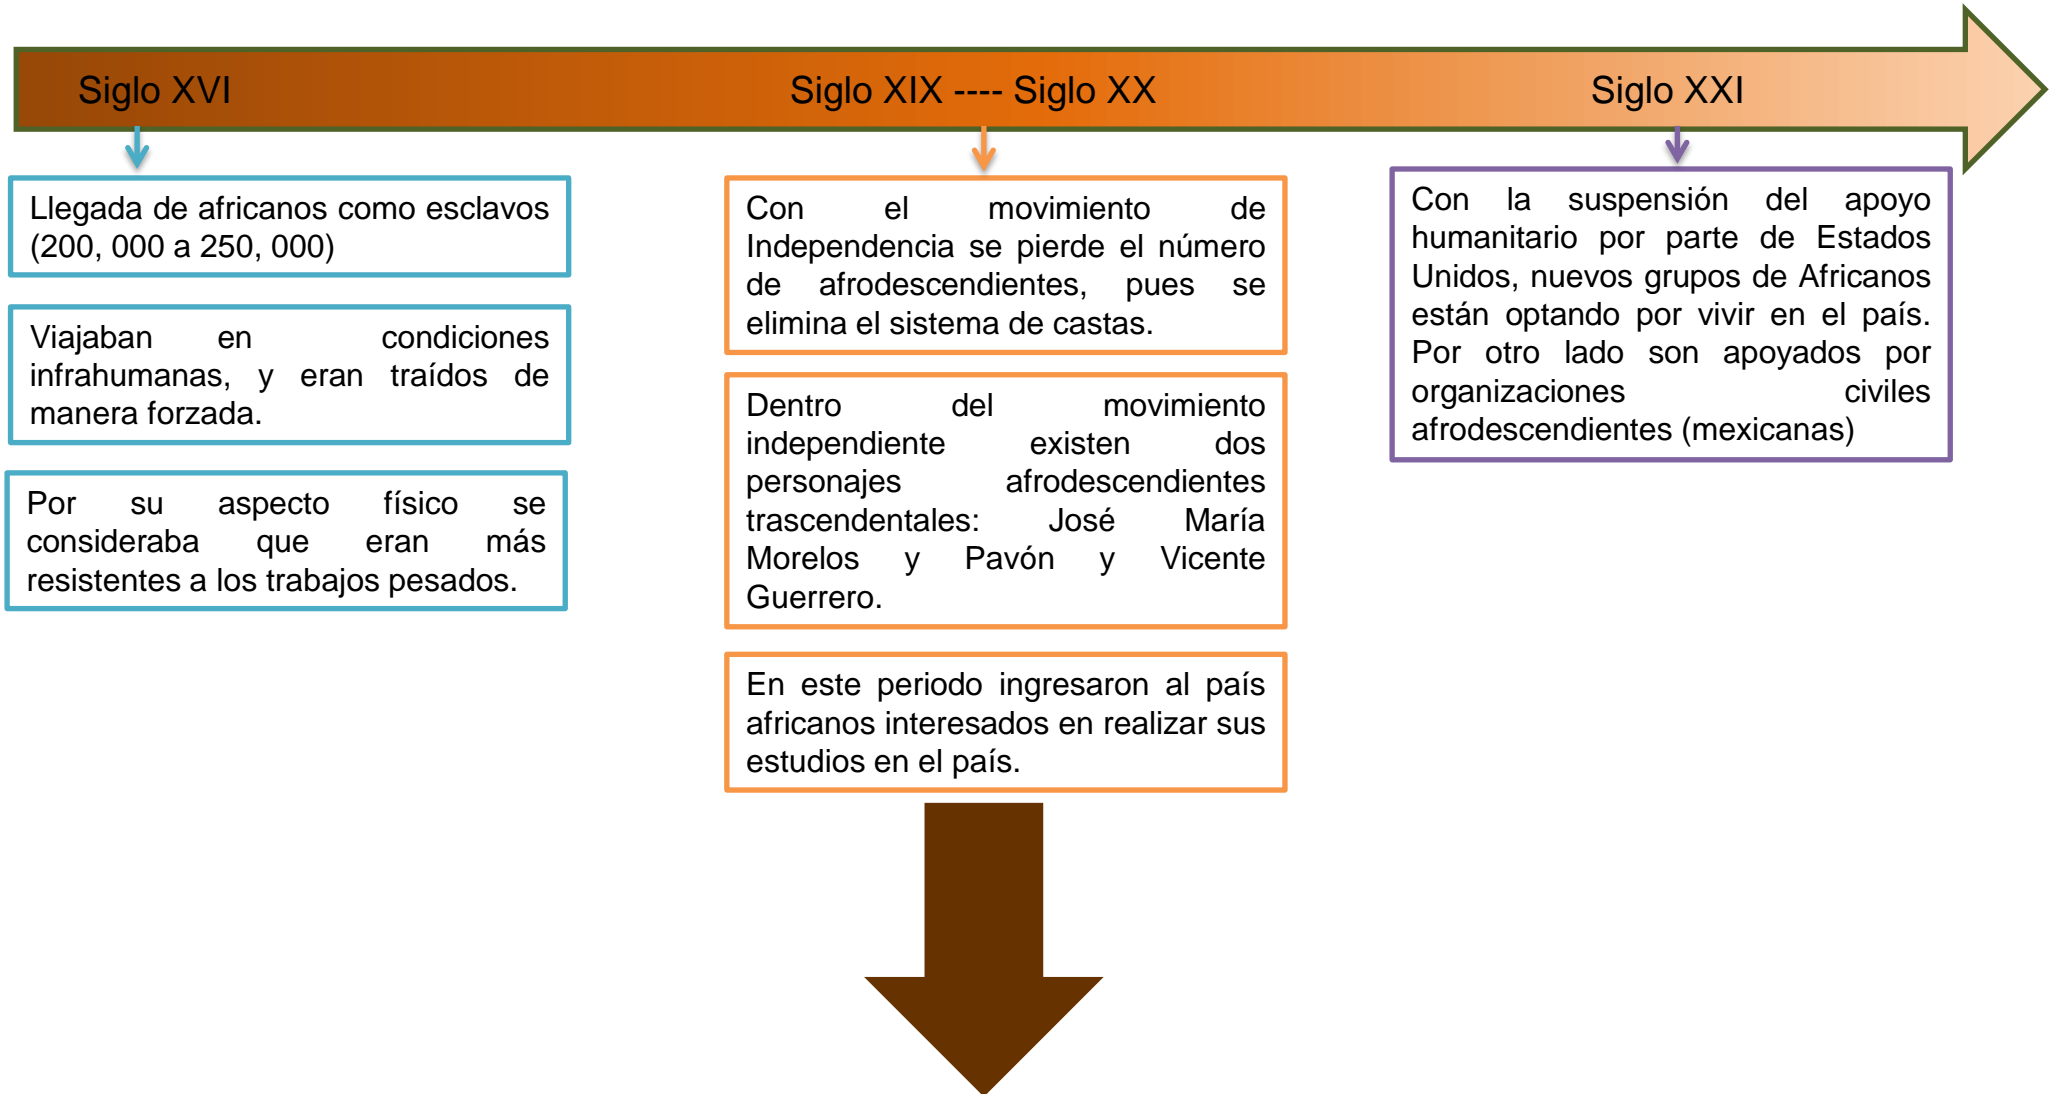 Siglo XVI
Siglo XIX ---- Siglo XX
Siglo XXI
Llegada de africanos como esclavos
(200, 000 a 250, 000)
Viajaban en condiciones
infrahumanas, y eran traídos de
manera forzada.
Por su aspecto físico se
consideraba que eran más
resistentes a los trabajos pesados.
Con el movimiento de
Independencia se pierde el número
de afrodescendientes, pues se
elimina el sistema de castas.
Dentro del movimiento
independiente existen dos
personajes afrodescendientes
trascendentales: José María
Morelos y Pavón y Vicente
Guerrero.
En este periodo ingresaron al país
africanos interesados en realizar sus
estudios en el país.
Con la suspensión del apoyo
humanitario por parte de Estados
Unidos, nuevos grupos de Africanos
están optando por vivir en el país.
Por otro lado son apoyados por
organizaciones civiles
afrodescendientes (mexicanas)